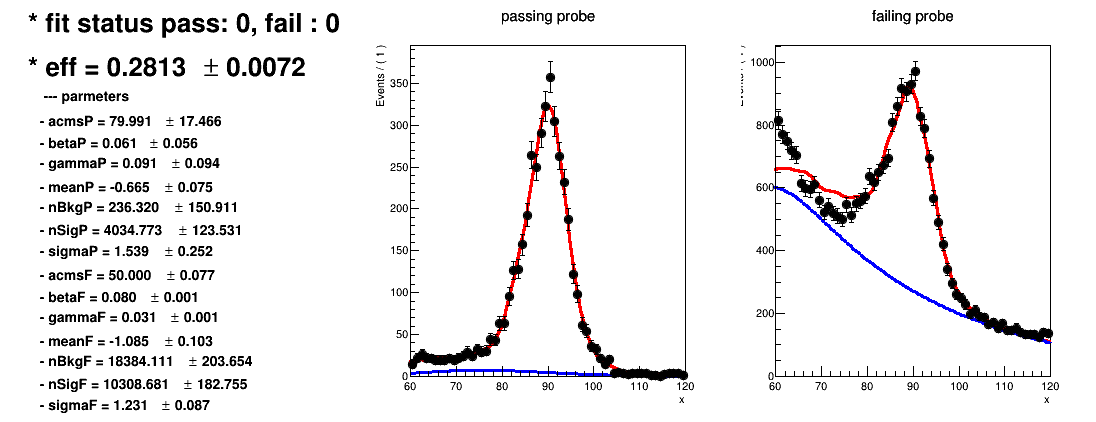 * fit status pass: 0, fail : 0
* eff = 0.2813 ± 0.0072
--- parmeters
- acmsP = 79.991 ± 17.466
- betaP = 0.061 ± 0.056
- gammaP = 0.091 ± 0.094
- meanP = -0.665 ± 0.075
- nBkgP = 236.320 ± 150.911
- nSigP = 4034.773 ± 123.531
- sigmaP = 1.539 ± 0.252
- acmsF = 50.000 ± 0.077
- betaF = 0.080 ± 0.001
- gammaF = 0.031 ± 0.001
- meanF = -1.085 ± 0.103
- nBkgF = 18384.111 ± 203.654
- nSigF = 10308.681 ± 182.755
- sigmaF = 1.231 ± 0.087
passing probe
Events / ( 1 )
350
300
250
200
150
100
50
0
60 70 80 90 100 110 120
x
failing probe
1000
800
600
400
200
0
60 70 80 90 100 110 120
x